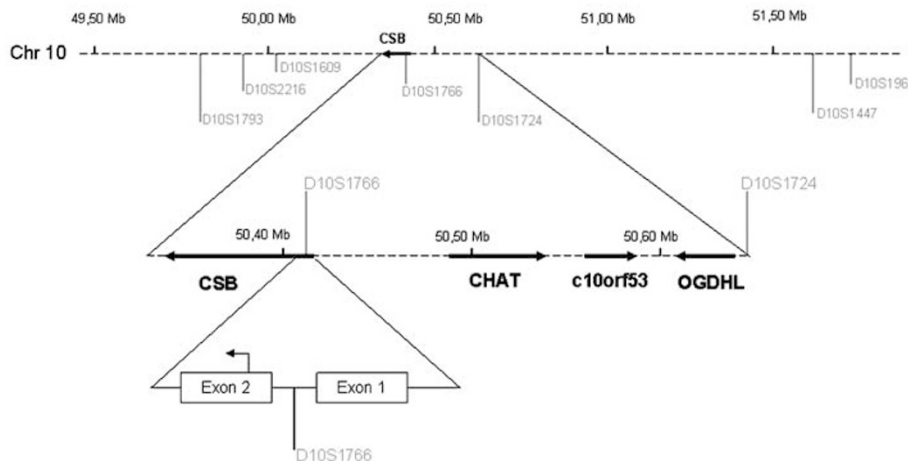 49,50 Mb 50,00 Mb 50,50 Mb 51,00 Mb 51,50 Mb
CSB
Chr 10
D10S1609
D10S2216
D10S1766
D10S196
D10S1793
D10S1724
D10S1447
D10S1766
D10S1724
50,40 Mb 50,50 Mb 50,60 Mb
CSB CHAT c10orf53 OGDHL
Exon 2 Exon 1
D10S1766